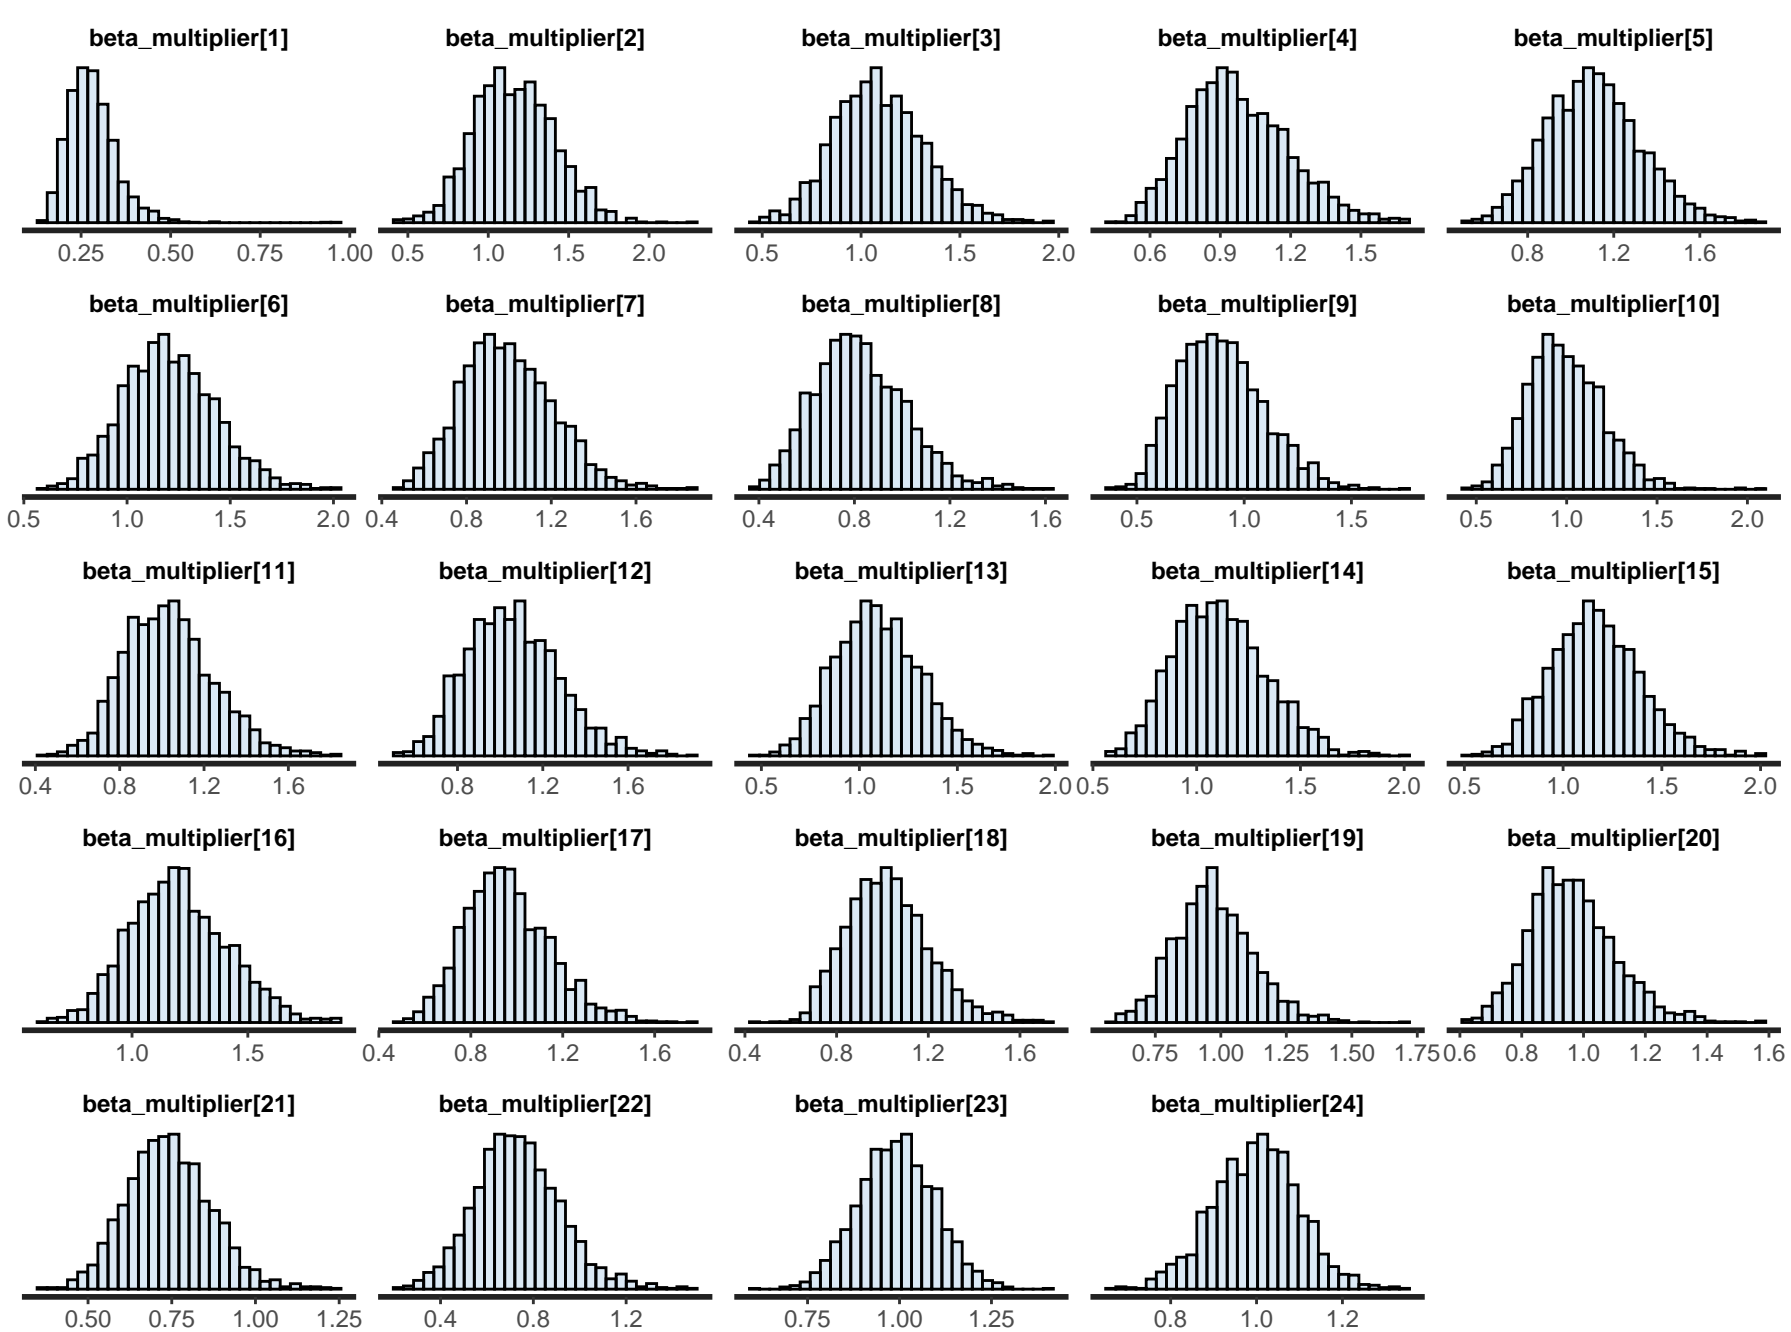 beta_multiplier[1] beta_multiplier[2] beta_multiplier[3] beta_multiplier[4] beta_multiplier[5]
0.25 0.50 0.75 1.00 0.5 1.0 1.5 2.0 0.5 1.0 1.5 2.0 0.6 0.9 1.2 1.5 0.8 1.2 1.6
beta_multiplier[6] beta_multiplier[7] beta_multiplier[8] beta_multiplier[9] beta_multiplier[10]
0.5 1.0 1.5 2.0 0.4 0.8 1.2 1.6 0.4 0.8 1.2 1.6 0.5 1.0 1.5 0.5 1.0 1.5 2.0
beta_multiplier[11] beta_multiplier[12] beta_multiplier[13] beta_multiplier[14] beta_multiplier[15]
0.4 0.8 1.2 1.6 0.8 1.2 1.6 0.5 1.0 1.5 2.0 0.5 1.0 1.5 2.0 0.5 1.0 1.5 2.0
beta_multiplier[16] beta_multiplier[17] beta_multiplier[18] beta_multiplier[19] beta_multiplier[20]
1.0 1.5 0.4 0.8 1.2 1.6 0.4 0.8 1.2 1.6 0.75 1.00 1.25 1.50 1.75 0.6 0.8 1.0 1.2 1.4 1.6
beta_multiplier[21] beta_multiplier[22] beta_multiplier[23] beta_multiplier[24]
0.50 0.75 1.00 1.25 0.4 0.8 1.2 0.75 1.00 1.25 0.8 1.0 1.2